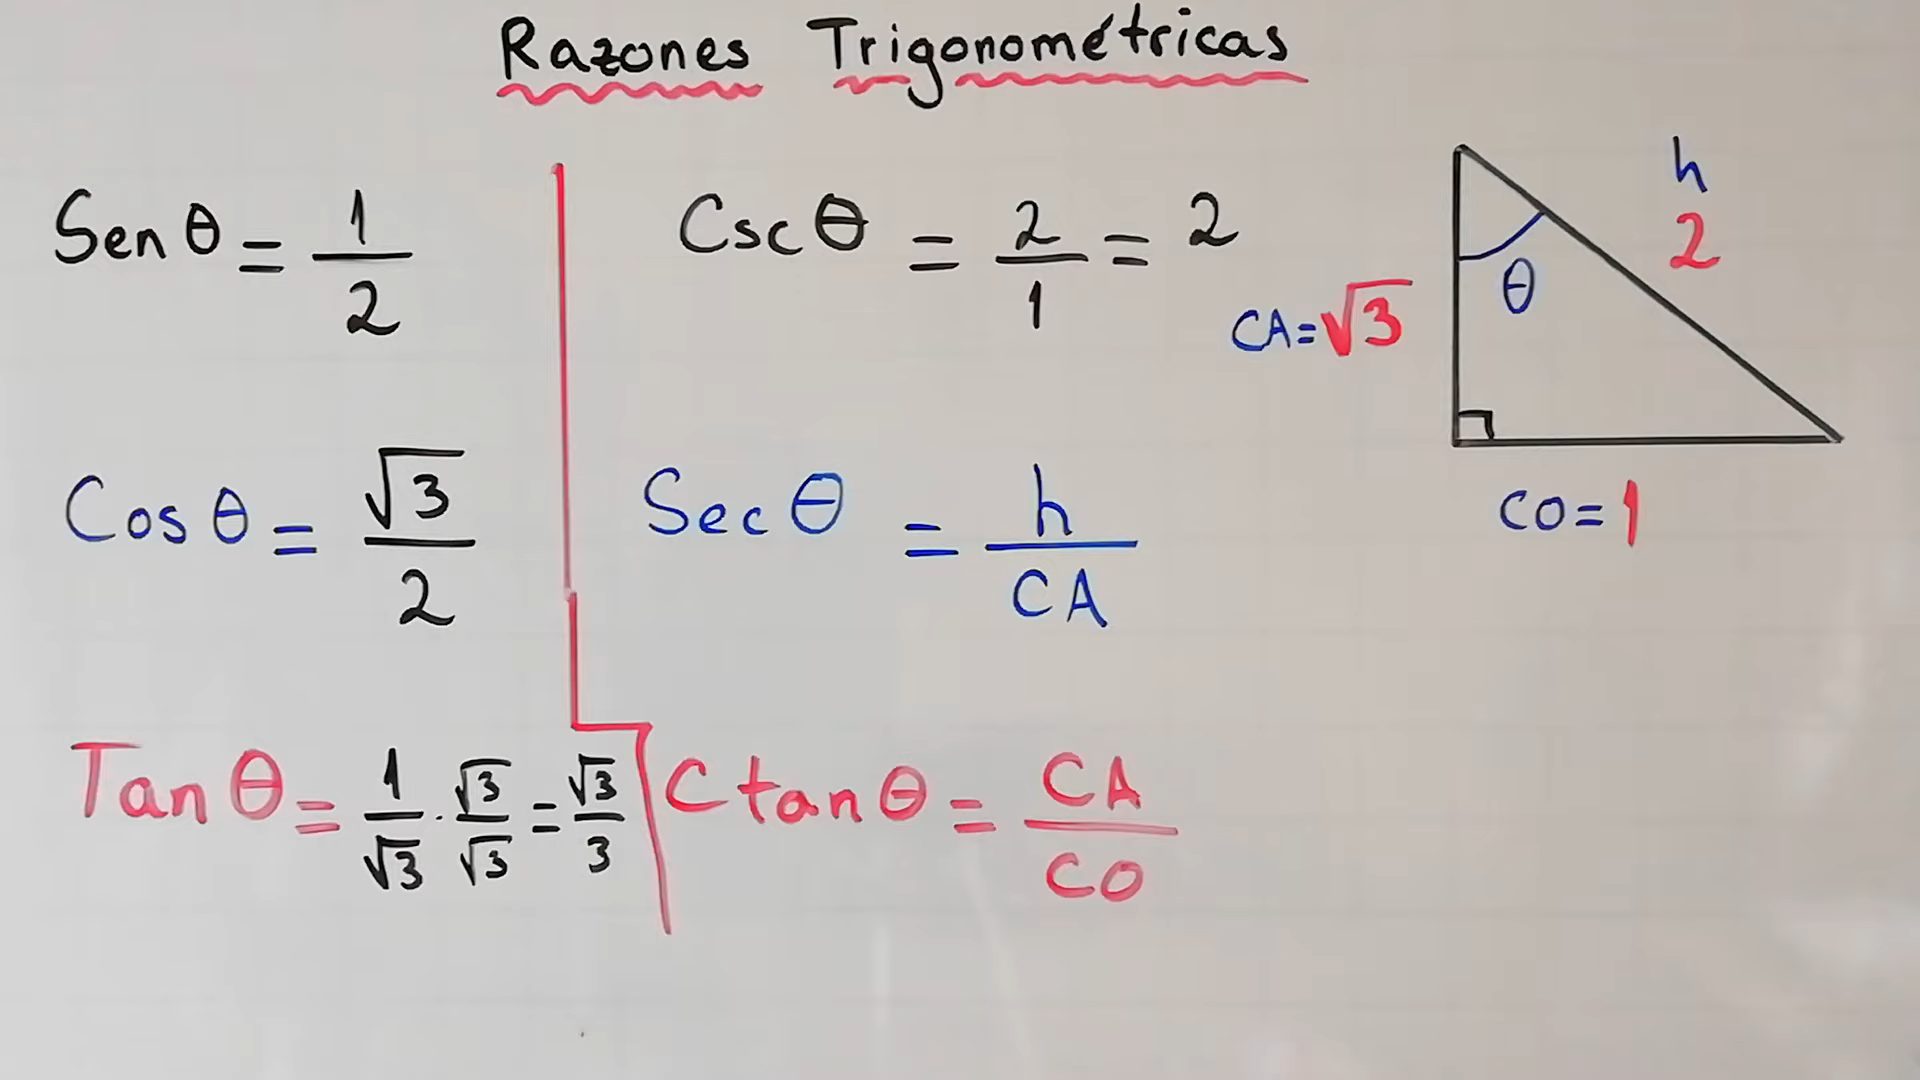 Razones Trigonométricas
Sen θ = 1/2
Csc θ = 2/1 = 2
h
2
θ
CA = √3
CO = 1
Cos θ = √3/2
Sec θ = h/CA
Tan θ = 1/√3 · √3/√3 = √3/3
Ctan θ = CA/CO